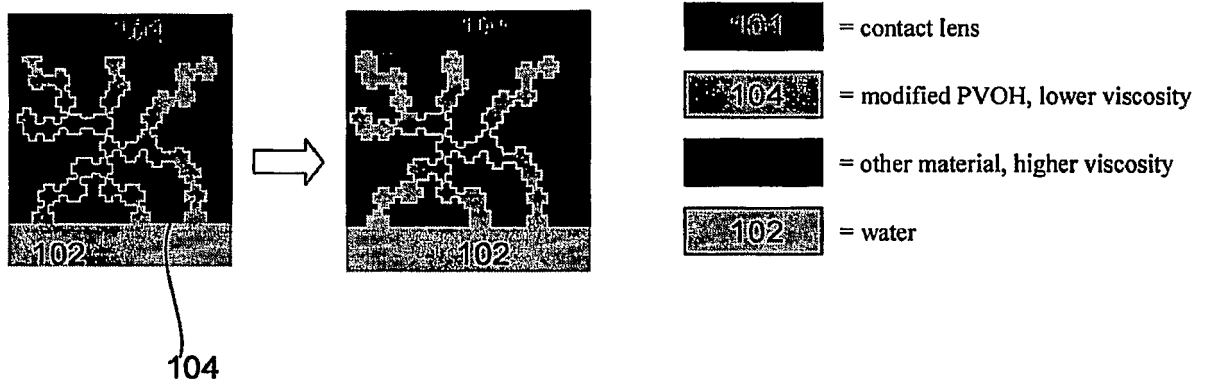 = contact lens
104 = modified PVOH, lower viscosity
= other material, higher viscosity
102 = water
102
102
104